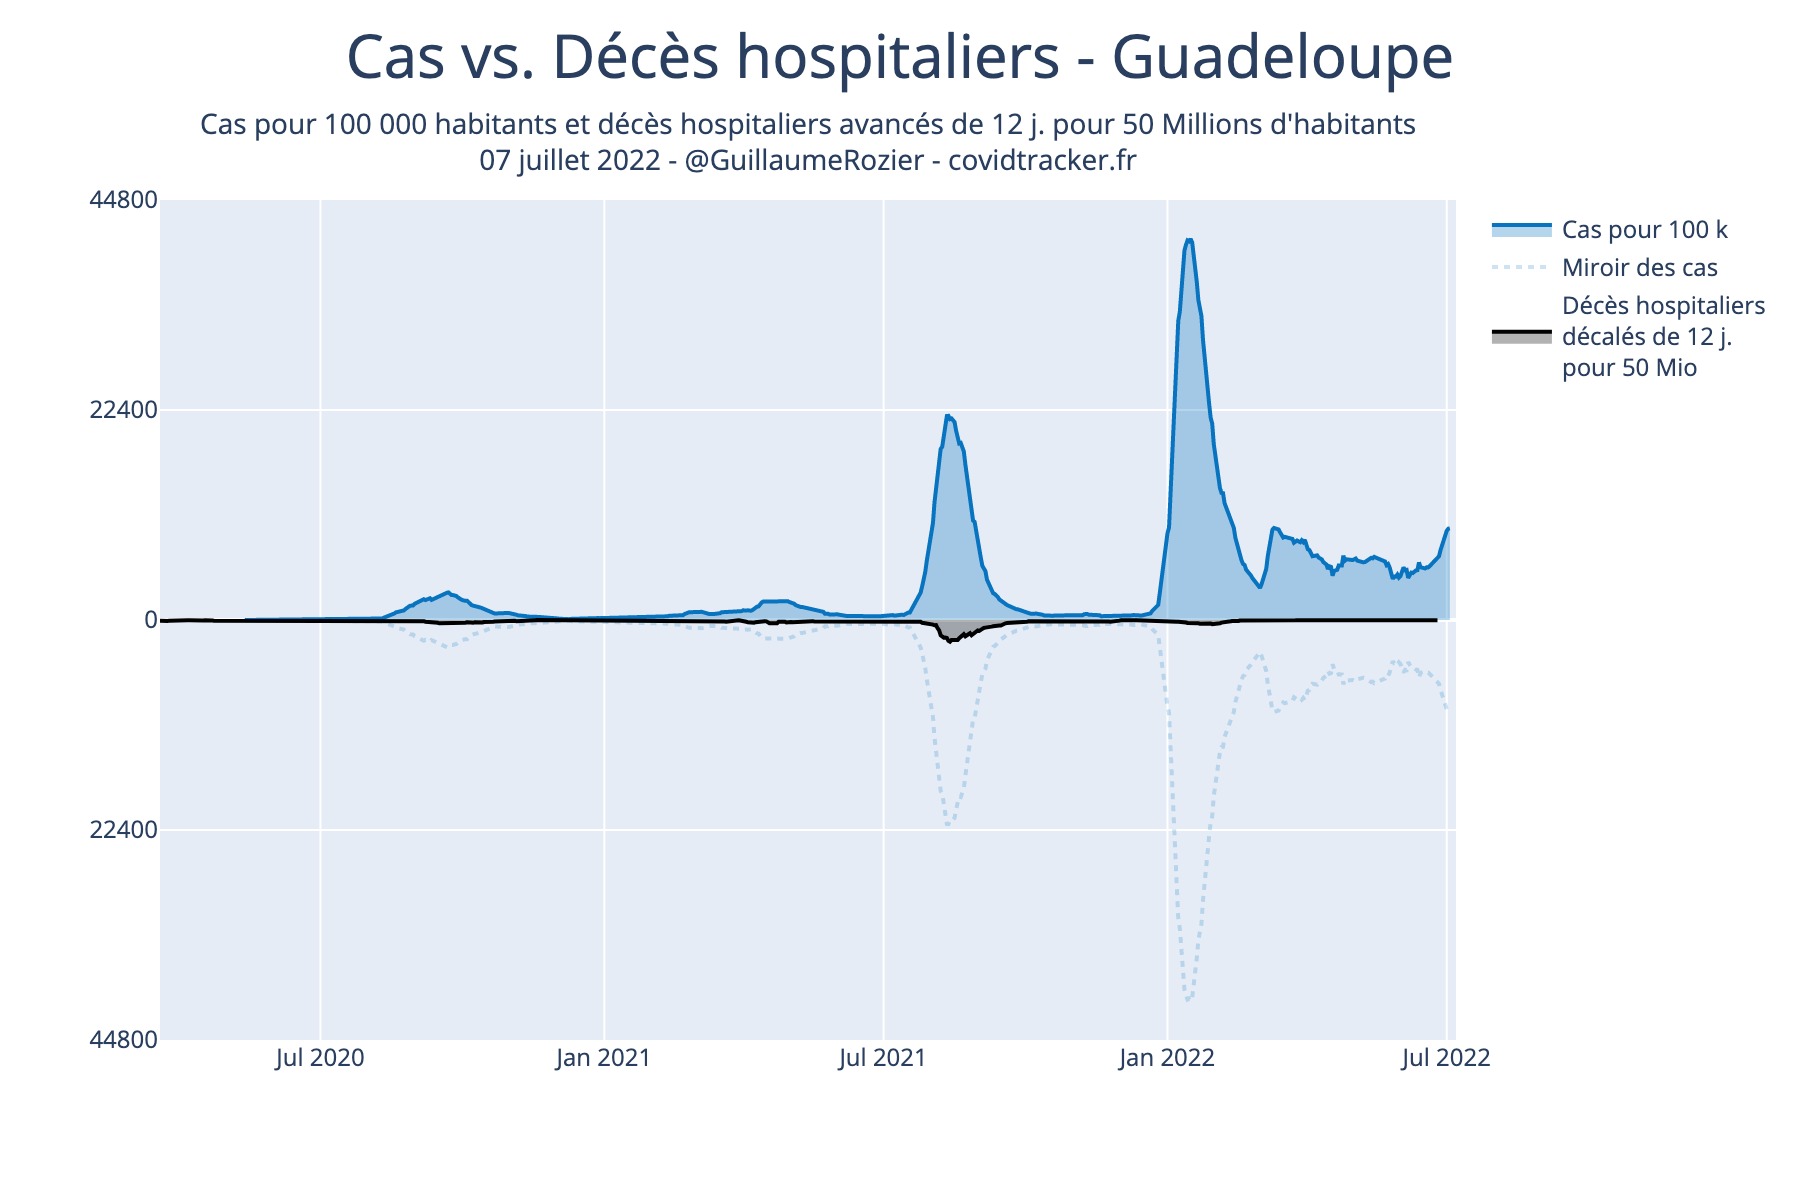 Cas vs. Décès hospitaliers - Guadeloupe
Cas pour 100 000 habitants et décès hospitaliers avancés de 12 j. pour 50 Millions d'habitants
07 juillet 2022 - @GuillaumeRozier - covidtracker.fr
44800
22400
0
22400
44800
Jul 2020
Jan 2021
Jul 2021
Jan 2022
Jul 2022
Cas pour 100 k
Miroir des cas
Décès hospitaliers
décalés de 12 j.
pour 50 Mio